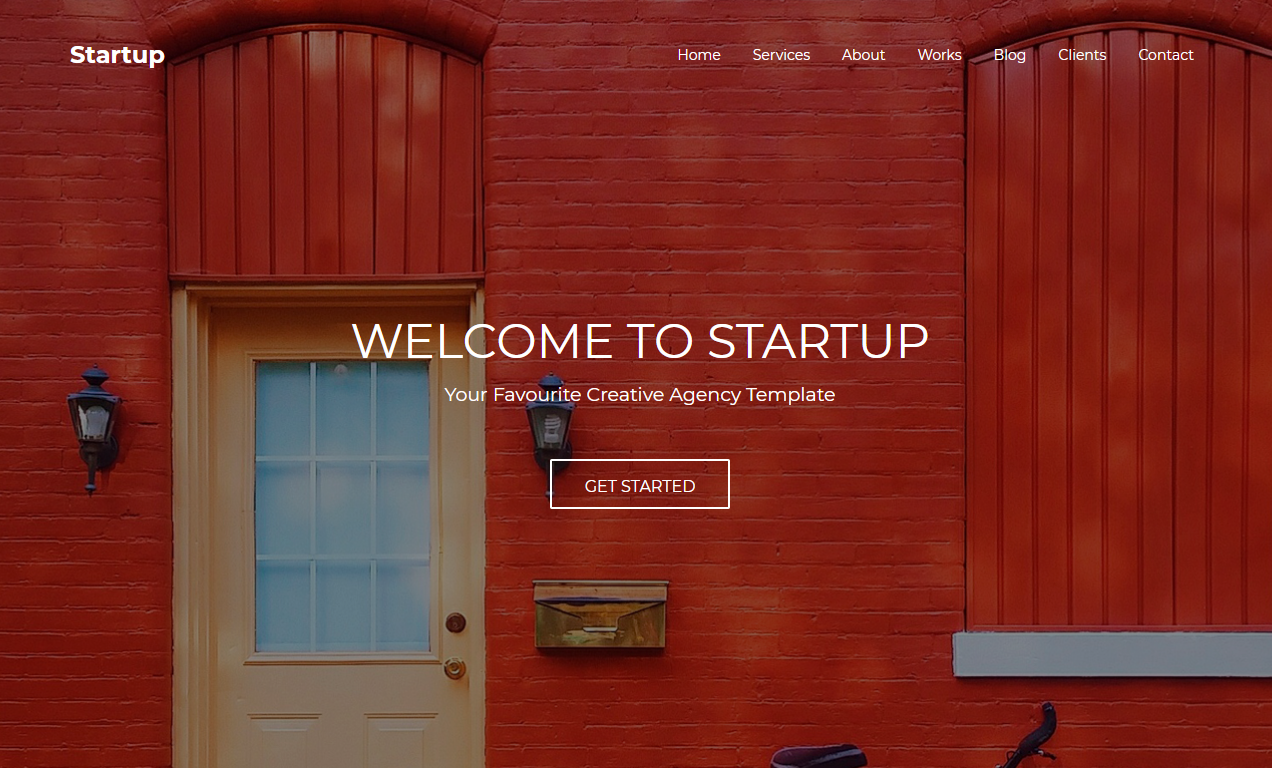 Startup
Home Services About Works Blog Clients Contact
WELCOME TO STARTUP
Your Favourite Creative Agency Template
GET STARTED